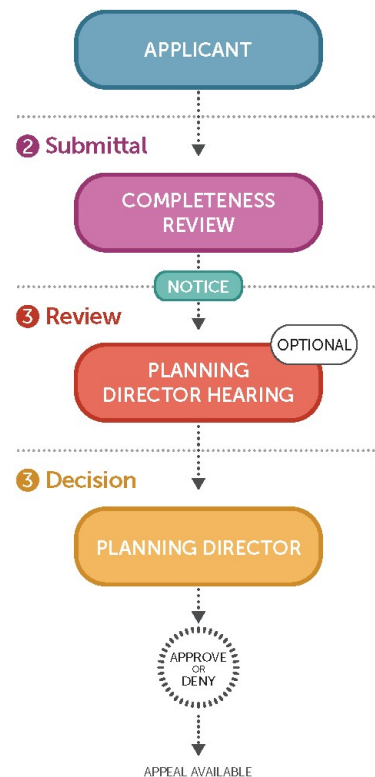 APPLICANT
2 Submittal
COMPLETENESS
REVIEW
NOTICE
3 Review
OPTIONAL
PLANNING
DIRECTOR HEARING
3 Decision
PLANNING DIRECTOR
APPROVE
OR
DENY
APPEAL AVAILABLE